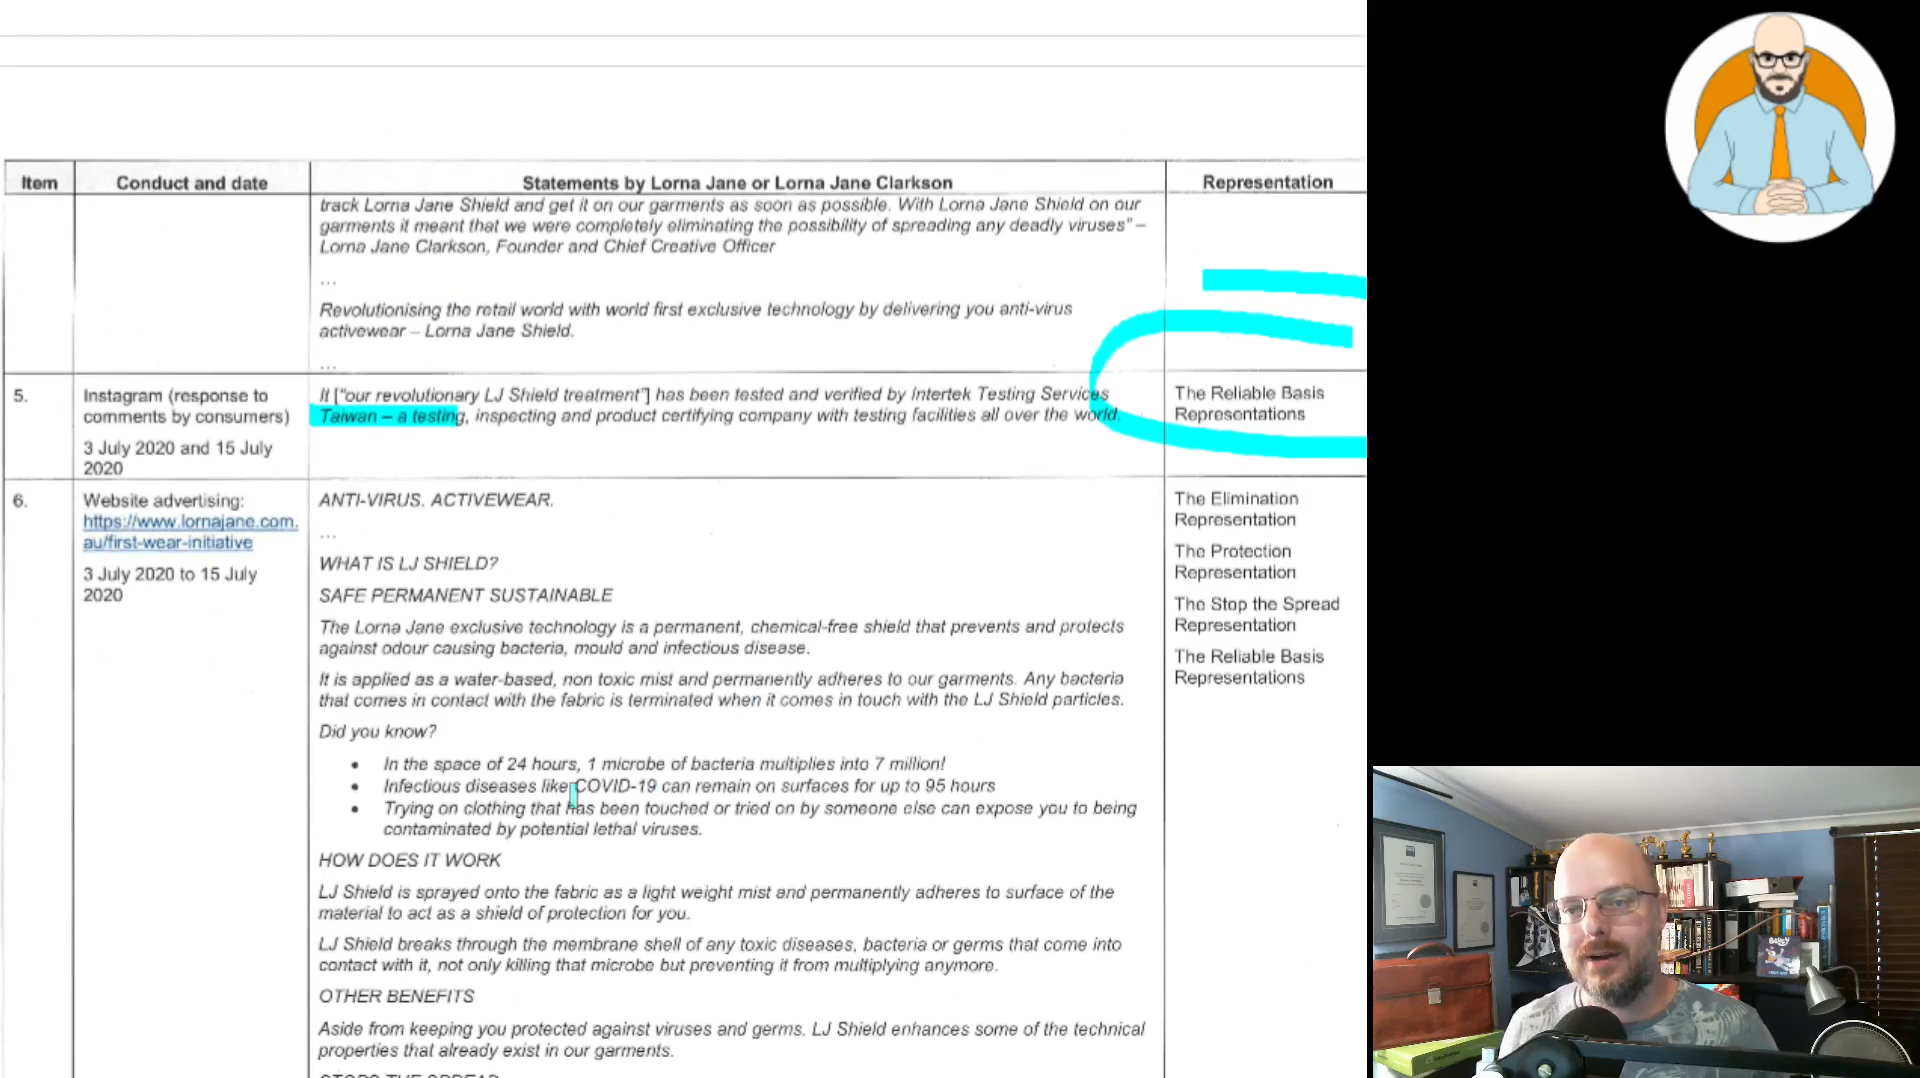 Item
Conduct and date
Statements by Lorna Jane or Lorna Jane Clarkson
Representation
track Lorna Jane Shield and get it on our garments as soon as possible. With Lorna Jane Shield on our
garments it meant that we were completely eliminating the possibility of spreading any deadly viruses" –
Lorna Jane Clarkson, Founder and Chief Creative Officer
...
Revolutionising the retail world with world first exclusive technology by delivering you anti-virus
activewear – Lorna Jane Shield.
...
5.
Instagram (response to
comments by consumers)
3 July 2020 and 15 July
2020
It ["our revolutionary LJ Shield treatment"] has been tested and verified by Intertek Testing Services
Taiwan – a testing, inspecting and product certifying company with testing facilities all over the world.
The Reliable Basis
Representations
6.
Website advertising:
https://www.lornajane.com.
au/first-wear-initiative
3 July 2020 to 15 July
2020
ANTI-VIRUS. ACTIVEWEAR.
...
WHAT IS LJ SHIELD?
SAFE PERMANENT SUSTAINABLE
The Lorna Jane exclusive technology is a permanent, chemical-free shield that prevents and protects
against odour causing bacteria, mould and infectious disease.
It is applied as a water-based, non toxic mist and permanently adheres to our garments. Any bacteria
that comes in contact with the fabric is terminated when it comes in touch with the LJ Shield particles.
Did you know?
• In the space of 24 hours, 1 microbe of bacteria multiplies into 7 million!
• Infectious diseases like COVID-19 can remain on surfaces for up to 95 hours
• Trying on clothing that has been touched or tried on by someone else can expose you to being
contaminated by potential lethal viruses.
HOW DOES IT WORK
LJ Shield is sprayed onto the fabric as a light weight mist and permanently adheres to surface of the
material to act as a shield of protection for you.
LJ Shield breaks through the membrane shell of any toxic diseases, bacteria or germs that come into
contact with it, not only killing that microbe but preventing it from multiplying anymore.
OTHER BENEFITS
Aside from keeping you protected against viruses and germs. LJ Shield enhances some of the technical
properties that already exist in our garments.
STOPS THE SPREAD
The Elimination
Representation
The Protection
Representation
The Stop the Spread
Representation
The Reliable Basis
Representations
Bluey